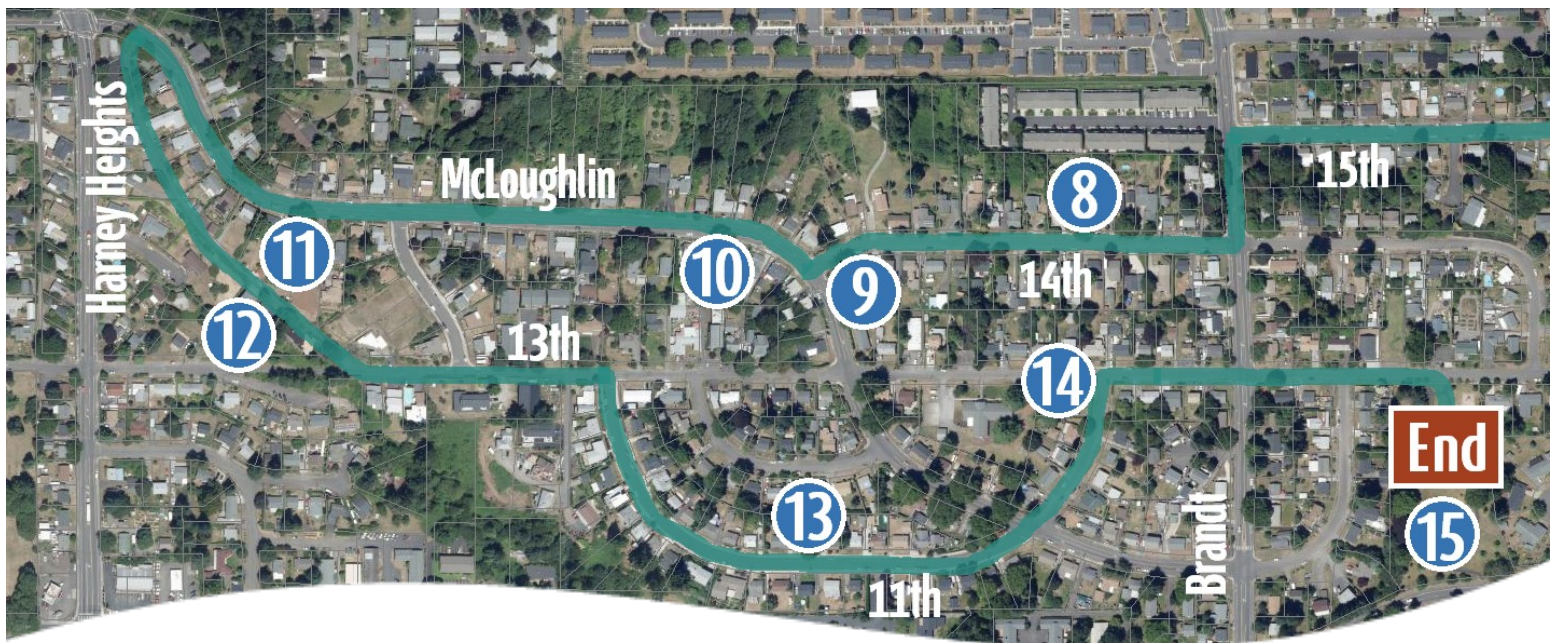 8
15th
McLoughlin
Harney Heights
11
10
9
14th
12
13th
14
End
13
15
Brandt
11th